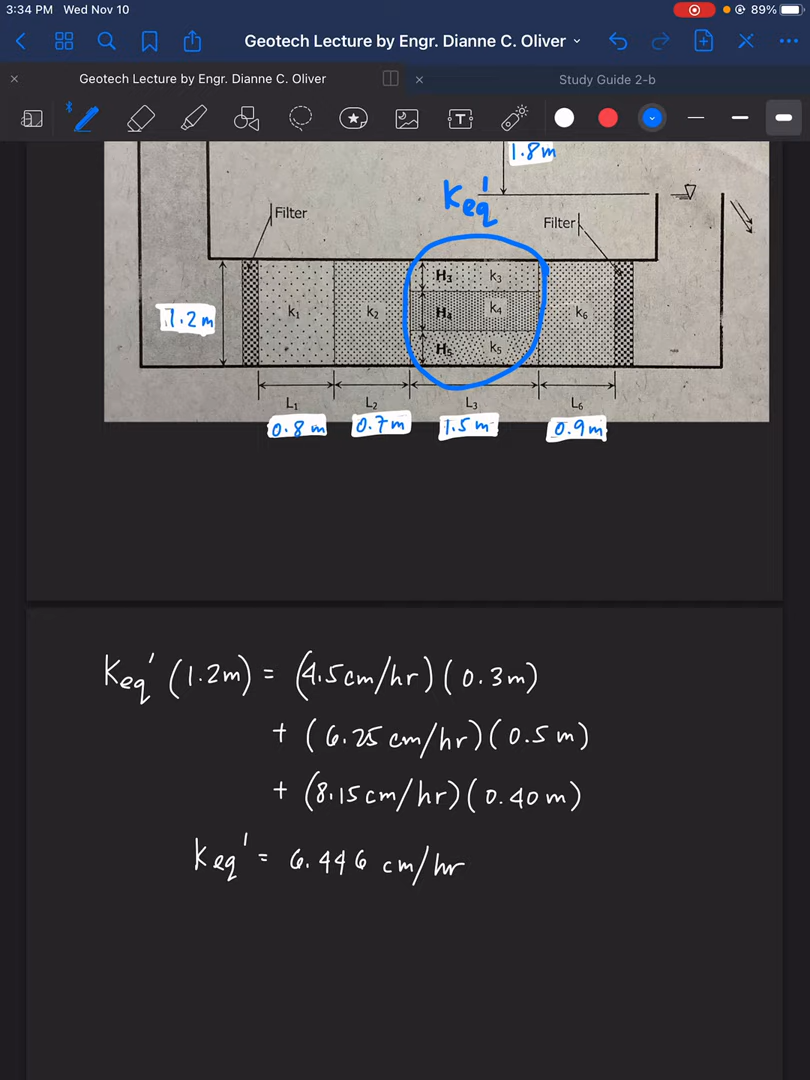 3:34 PM Wed Nov 10
89%
Geotech Lecture by Engr. Dianne C. Oliver
Geotech Lecture by Engr. Dianne C. Oliver
Study Guide 2-b
1.8m
Keq'
Filter
Filter
H3 k3
k1 k2 H4 k4 k6
H5 k5
1.2m
L1 L2 L3 L6
0.8 m 0.7m 1.5m 0.9m
Keq' (1.2m) = (4.5cm/hr)(0.3m)
+ (6.25 cm/hr)(0.5m)
+ (8.15cm/hr)(0.40m)
Keq' = 6.446 cm/hr